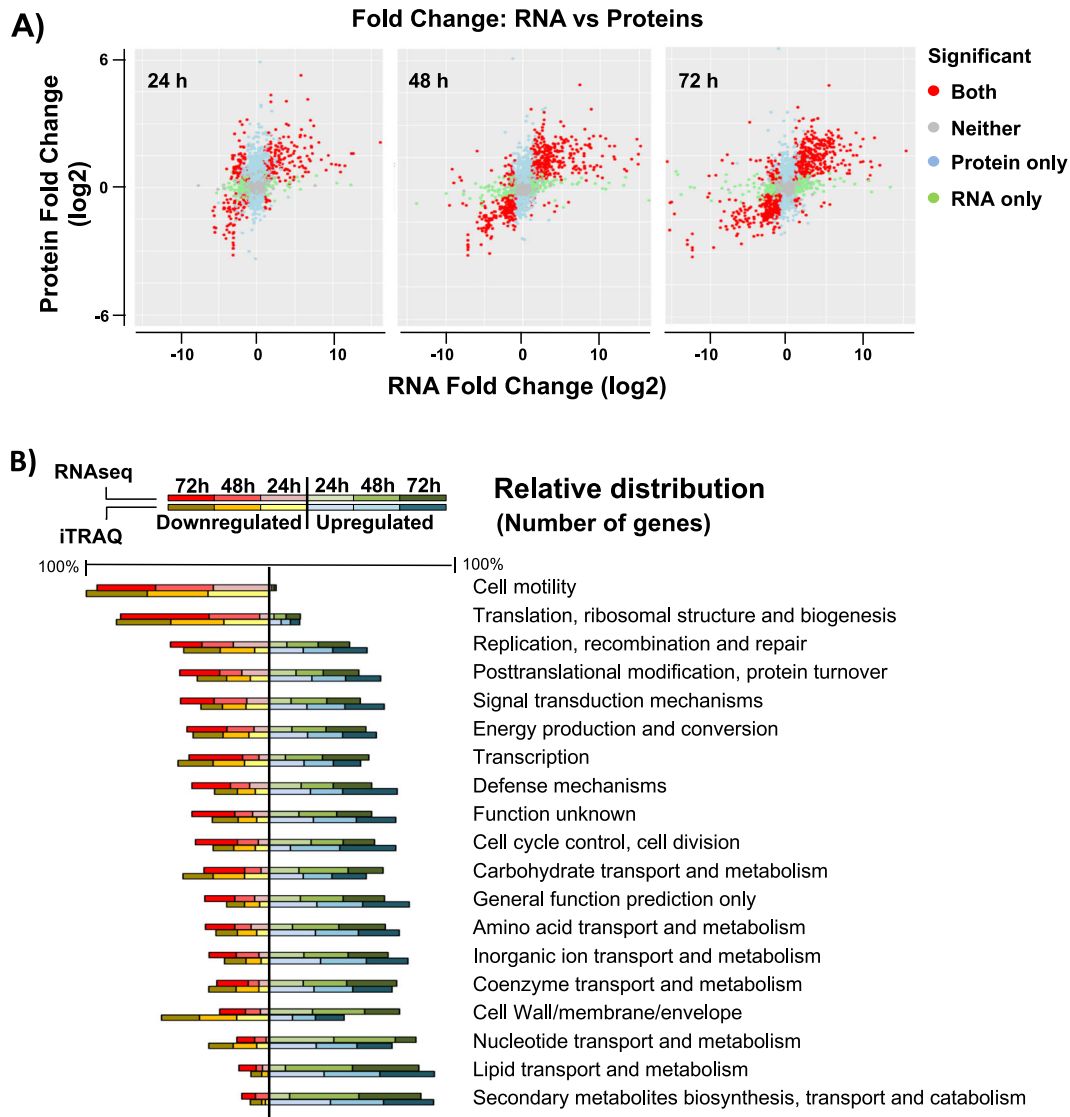 A)
Fold Change: RNA vs Proteins
Protein Fold Change
(log2)
6
0
-6
24 h
48 h
72 h
-10 0 10
-10 0 10
-10 0 10
RNA Fold Change (log2)
Significant
Both
Neither
Protein only
RNA only
B)
RNAseq
iTRAQ
72h 48h 24h 24h 48h 72h
Downregulated Upregulated
Relative distribution
(Number of genes)
100% 100%
Cell motility
Translation, ribosomal structure and biogenesis
Replication, recombination and repair
Posttranslational modification, protein turnover
Signal transduction mechanisms
Energy production and conversion
Transcription
Defense mechanisms
Function unknown
Cell cycle control, cell division
Carbohydrate transport and metabolism
General function prediction only
Amino acid transport and metabolism
Inorganic ion transport and metabolism
Coenzyme transport and metabolism
Cell Wall/membrane/envelope
Nucleotide transport and metabolism
Lipid transport and metabolism
Secondary metabolites biosynthesis, transport and catabolism